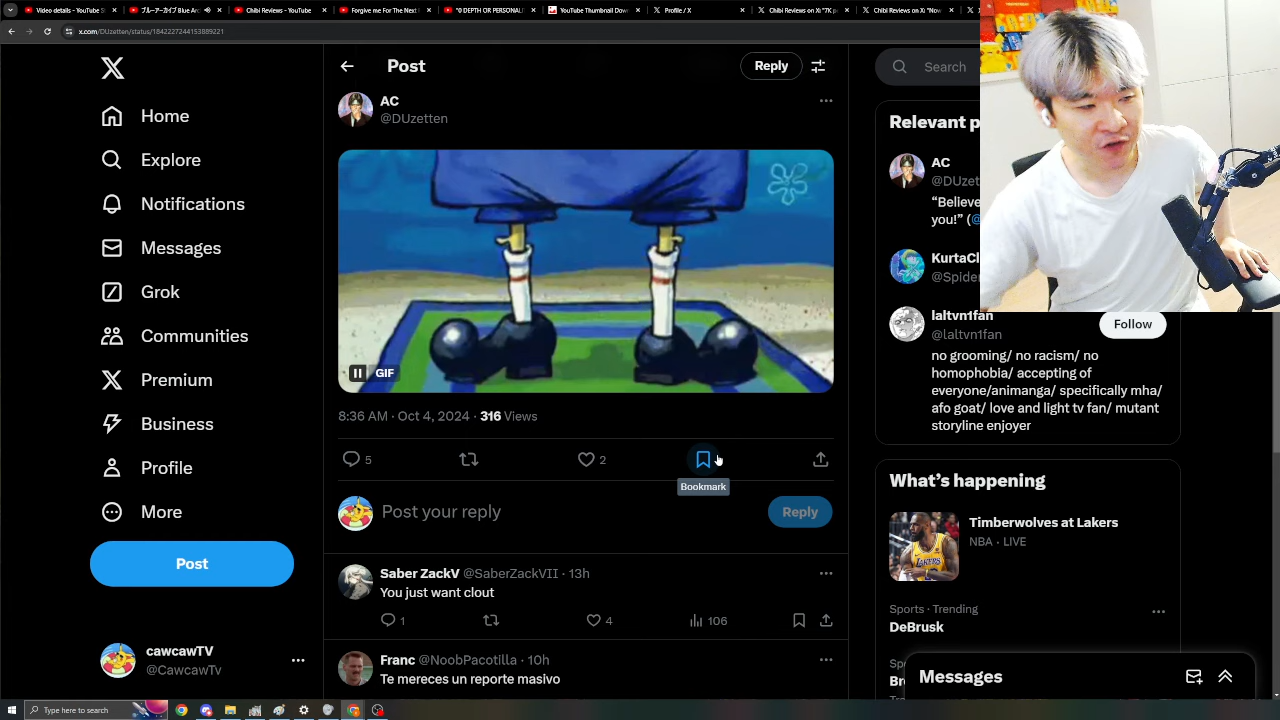 Video details - YouTube S
ブルーアーカイブ Blue Arc
Chibi Reviews - YouTube
Forgive me For The Next
"0 DEPTH OR PERSONALI
YouTube Thumbnail Dow
Profile / X
Chibi Reviews on X: "7K p
Chibi Reviews on X: "Now
x.com/DUzetten/status/1842227244153889221
Home
Explore
Notifications
Messages
Grok
Communities
Premium
Business
Profile
More
Post
cawcawTV
@CawcawTv
Post
Reply
AC
@DUzetten
GIF
8:36 AM · Oct 4, 2024 · 316 Views
5
2
Bookmark
Post your reply
Reply
Saber ZackV @SaberZackVII · 13h
You just want clout
1
4
106
Franc @NoobPacotilla · 10h
Te mereces un reporte masivo
Search
Relevant p
AC
@DUzet
“Believe
you!” (@
KurtaCl
@Spider
laltvn1fan
@laltvn1fan
Follow
no grooming/ no racism/ no
homophobia/ accepting of
everyone/animanga/ specifically mha/
afo goat/ love and light tv fan/ mutant
storyline enjoyer
What’s happening
Timberwolves at Lakers
NBA · LIVE
Sports · Trending
DeBrusk
Sp
Br
Messages
Type here to search